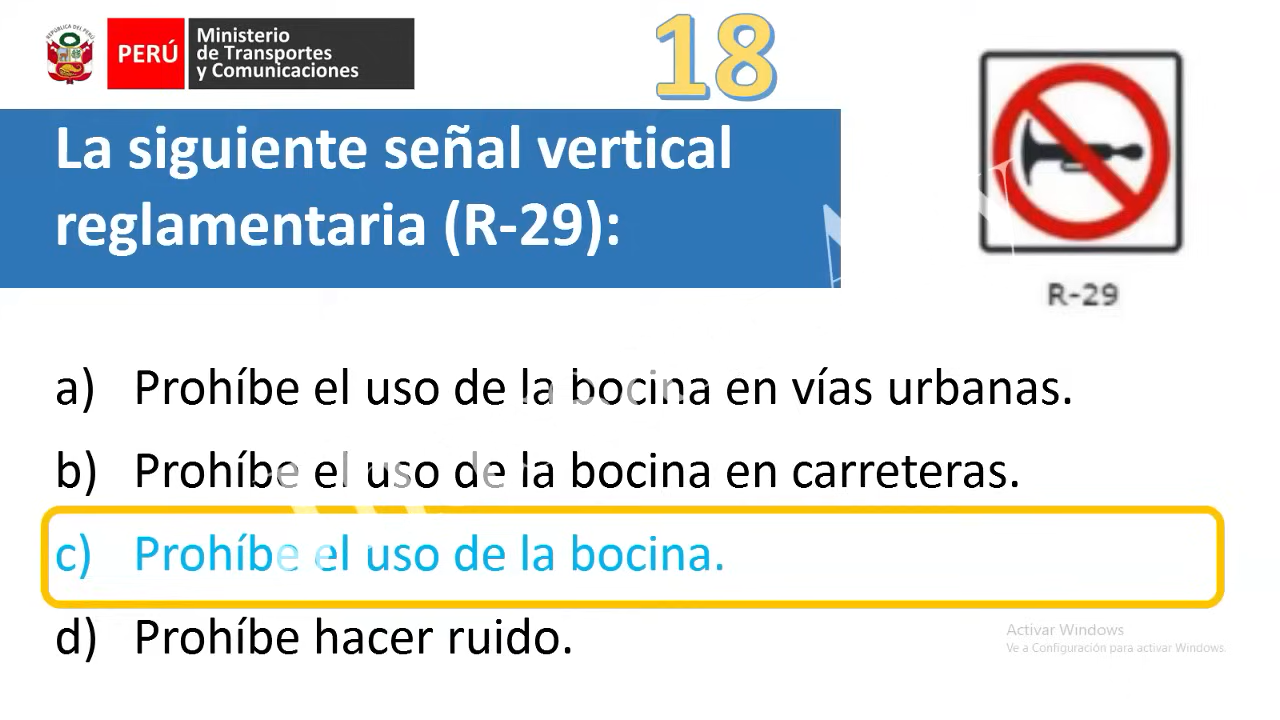 REPÚBLICA DEL PERÚ
PERÚ
Ministerio
de Transportes
y Comunicaciones
18
La siguiente señal vertical
reglamentaria (R-29):
R-29
a) Prohíbe el uso de la bocina en vías urbanas.
b) Prohíbe el uso de la bocina en carreteras.
c) Prohíbe el uso de la bocina.
d) Prohíbe hacer ruido.
Activar Windows
Ve a Configuración para activar Windows.